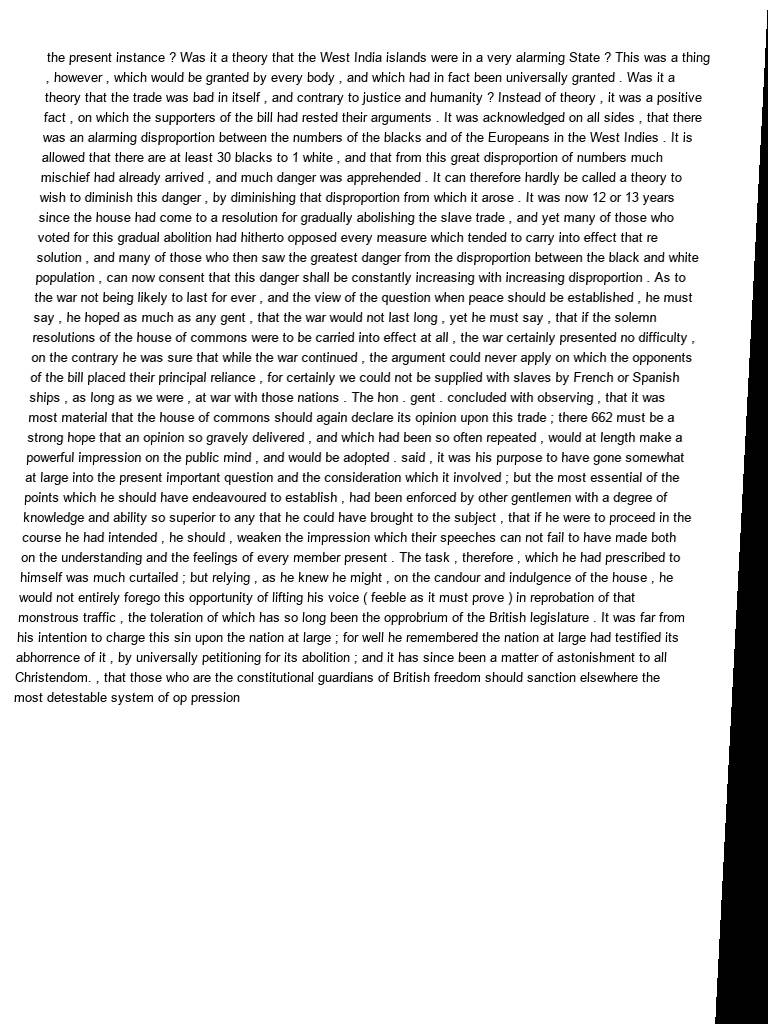 the present instance ? Was it a theory that the West India islands were in a very alarming State ? This was a thing
, however , which would be granted by every body , and which had in fact been universally granted . Was it a
theory that the trade was bad in itself , and contrary to justice and humanity ? Instead of theory , it was a positive
fact , on which the supporters of the bill had rested their arguments . It was acknowledged on all sides , that there
was an alarming disproportion between the numbers of the blacks and of the Europeans in the West Indies . It is
allowed that there are at least 30 blacks to 1 white , and that from this great disproportion of numbers much
mischief had already arrived , and much danger was apprehended . It can therefore hardly be called a theory to
wish to diminish this danger , by diminishing that disproportion from which it arose . It was now 12 or 13 years
since the house had come to a resolution for gradually abolishing the slave trade , and yet many of those who
voted for this gradual abolition had hitherto opposed every measure which tended to carry into effect that re
solution , and many of those who then saw the greatest danger from the disproportion between the black and white
population , can now consent that this danger shall be constantly increasing with increasing disproportion . As to
the war not being likely to last for ever , and the view of the question when peace should be established , he must
say , he hoped as much as any gent , that the war would not last long , yet he must say , that if the solemn
resolutions of the house of commons were to be carried into effect at all , the war certainly presented no difficulty ,
on the contrary he was sure that while the war continued , the argument could never apply on which the opponents
of the bill placed their principal reliance , for certainly we could not be supplied with slaves by French or Spanish
ships , as long as we were , at war with those nations . The hon . gent . concluded with observing , that it was
most material that the house of commons should again declare its opinion upon this trade ; there 662 must be a
strong hope that an opinion so gravely delivered , and which had been so often repeated , would at length make a
powerful impression on the public mind , and would be adopted . said , it was his purpose to have gone somewhat
at large into the present important question and the consideration which it involved ; but the most essential of the
points which he should have endeavoured to establish , had been enforced by other gentlemen with a degree of
knowledge and ability so superior to any that he could have brought to the subject , that if he were to proceed in the
course he had intended , he should , weaken the impression which their speeches can not fail to have made both
on the understanding and the feelings of every member present . The task , therefore , which he had prescribed to
himself was much curtailed ; but relying , as he knew he might , on the candour and indulgence of the house , he
would not entirely forego this opportunity of lifting his voice ( feeble as it must prove ) in reprobation of that
monstrous traffic , the toleration of which has so long been the opprobrium of the British legislature . It was far from
his intention to charge this sin upon the nation at large ; for well he remembered the nation at large had testified its
abhorrence of it , by universally petitioning for its abolition ; and it has since been a matter of astonishment to all
Christendom. , that those who are the constitutional guardians of British freedom should sanction elsewhere the
most detestable system of op pression